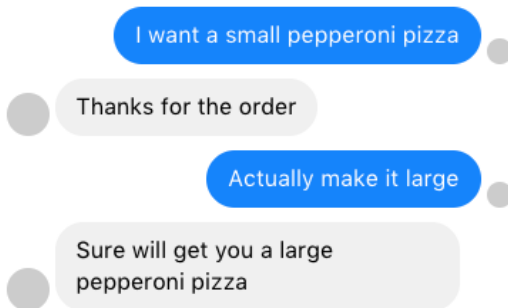 I want a small pepperoni pizza
Thanks for the order
Actually make it large
Sure will get you a large
pepperoni pizza